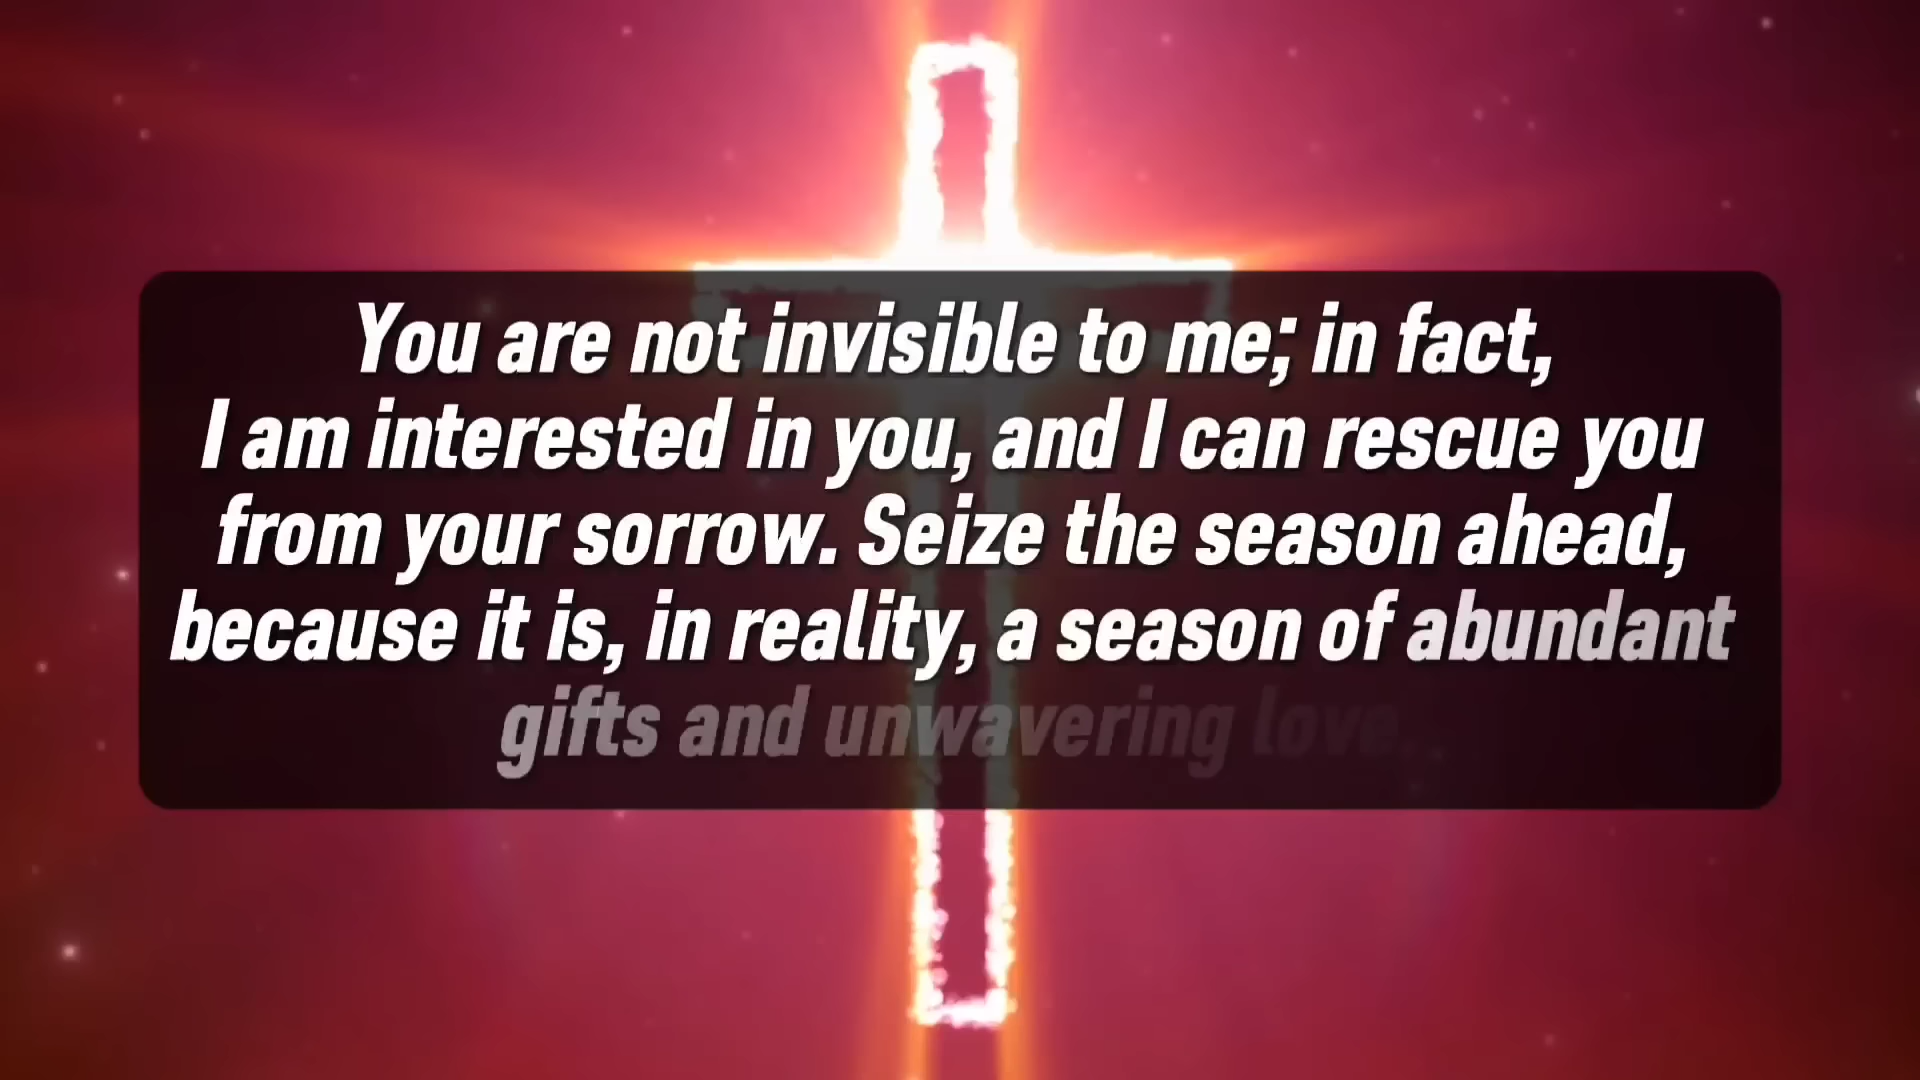 You are not invisible to me; in fact,
I am interested in you, and I can rescue you
from your sorrow. Seize the season ahead,
because it is, in reality, a season of abundant
gifts and unwavering love,